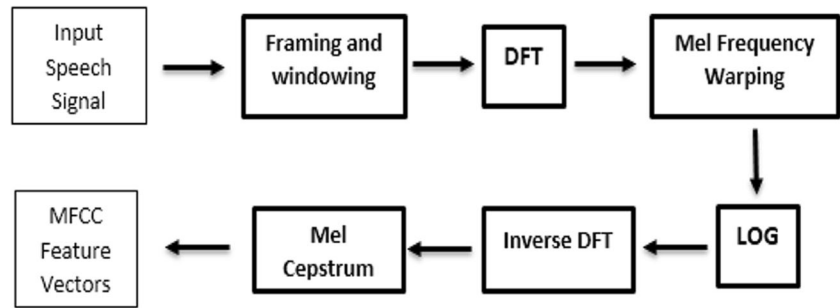 Input
Speech
Signal
Framing and
windowing
DFT
Mel Frequency
Warping
LOG
Inverse DFT
Mel
Cepstrum
MFCC
Feature
Vectors